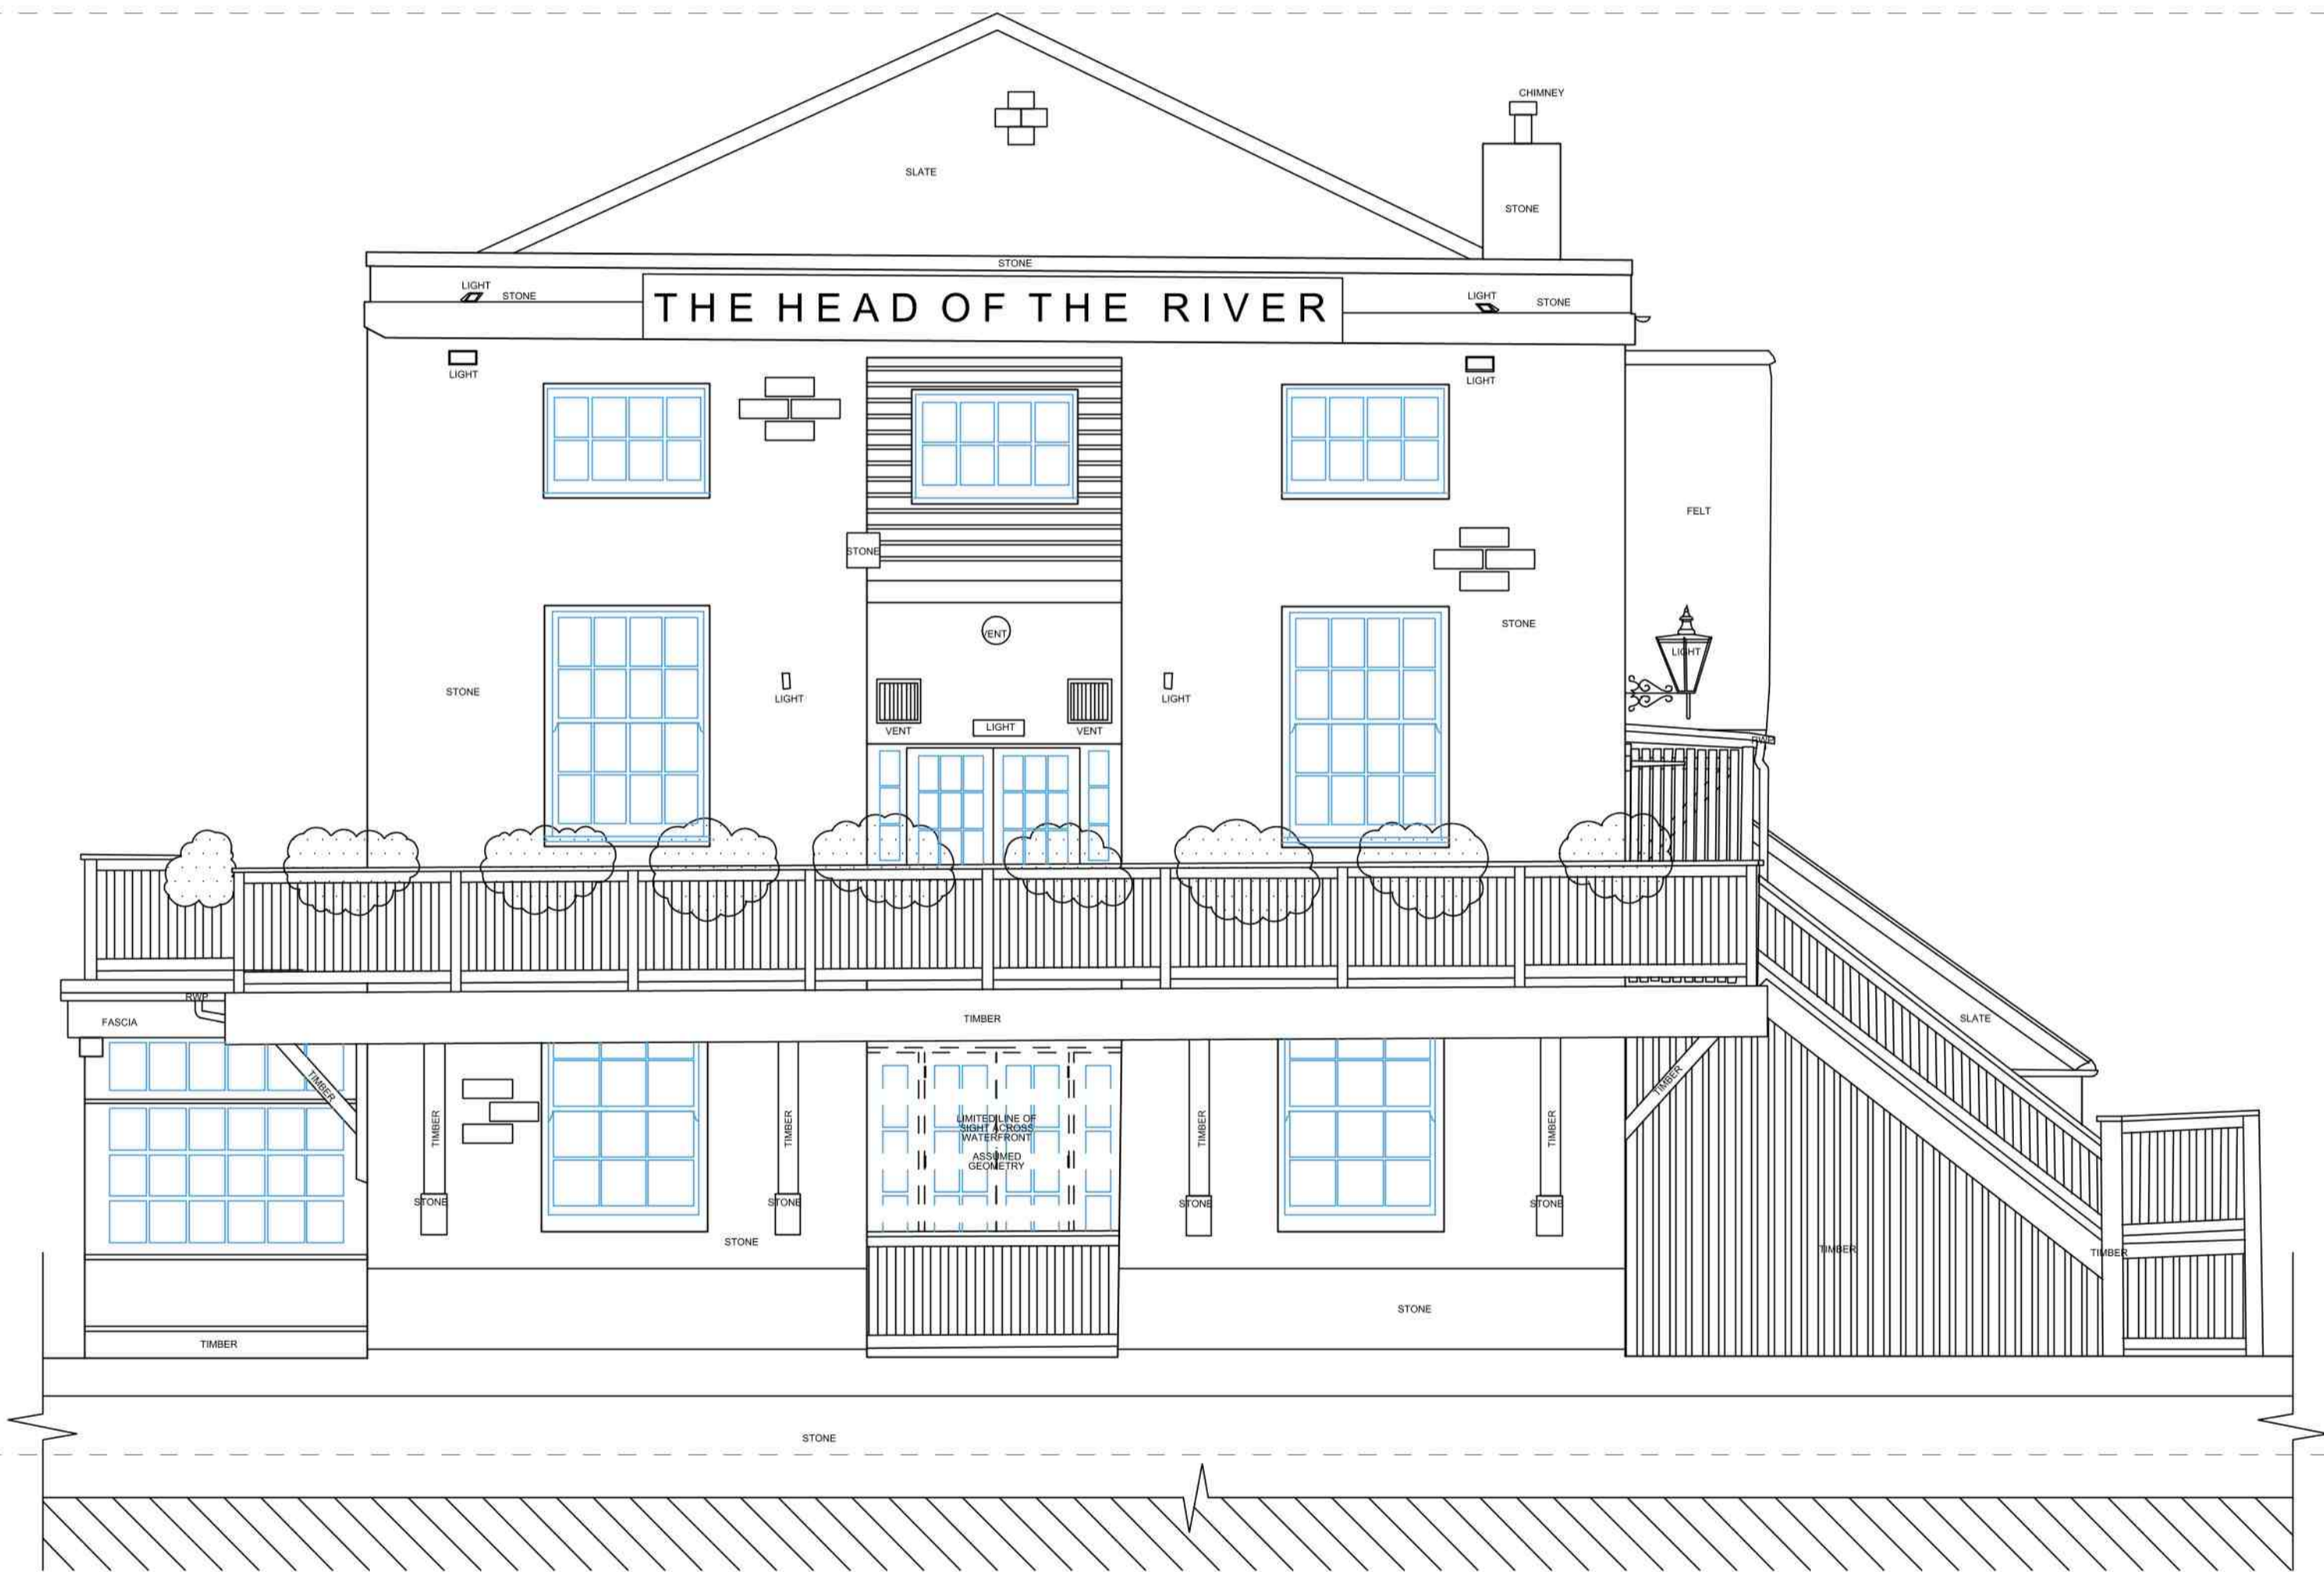 CHIMNEY
SLATE
STONE
STONE
LIGHT
STONE
THE HEAD OF THE RIVER
LIGHT
STONE
LIGHT
LIGHT
FELT
STONE
STONE
VENT
LIGHT
STONE
LIGHT
LIGHT
VENT
LIGHT
VENT
RWP
RWP
FASCIA
TIMBER
SLATE
TIMBER
TIMBER
TIMBER
TIMBER
TIMBER
TIMBER
LIMITED LINE OF
SIGHT ACROSS
WATERFRONT
ASSUMED
GEOMETRY
STONE
STONE
STONE
STONE
STONE
TIMBER
TIMBER
STONE
TIMBER
STONE